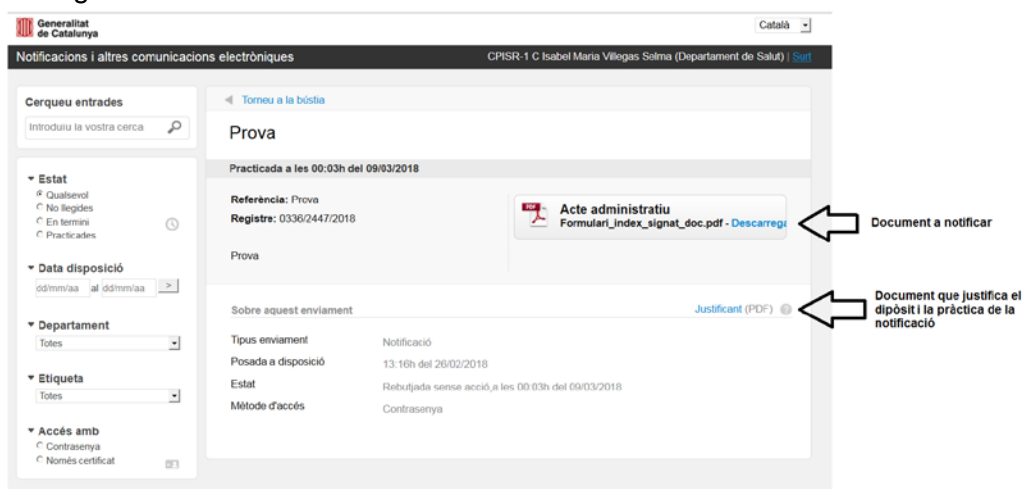 Generalitat
de Catalunya
Català
Notificacions i altres comunicacions electròniques
CPISR-1 C Isabel Maria Villegas Selma (Departament de Salut) | Surt
Cerqueu entrades
Introduïu la vostra cerca
Torneu a la bústia
Prova
Practicada a les 00:03h del 09/03/2018
Estat
Qualsevol
No llegides
En termini
Practicades
Referència: Prova
Registre: 0336/2447/2018
Prova
PDF
Acte administratiu
Formulari_index_signat_doc.pdf - Descarrega
Document a notificar
Data disposició
dd/mm/aa al dd/mm/aa >
Departament
Totes
Etiqueta
Totes
Accés amb
Contrasenya
Només certificat
Sobre aquest enviament
Justificant (PDF) ?
Document que justifica el
dipòsit i la pràctica de la
notificació
Tipus enviament Notificació
Posada a disposició 13:16h del 26/02/2018
Estat Rebutjada sense acció,a les 00:03h del 09/03/2018
Mètode d'accés Contrasenya